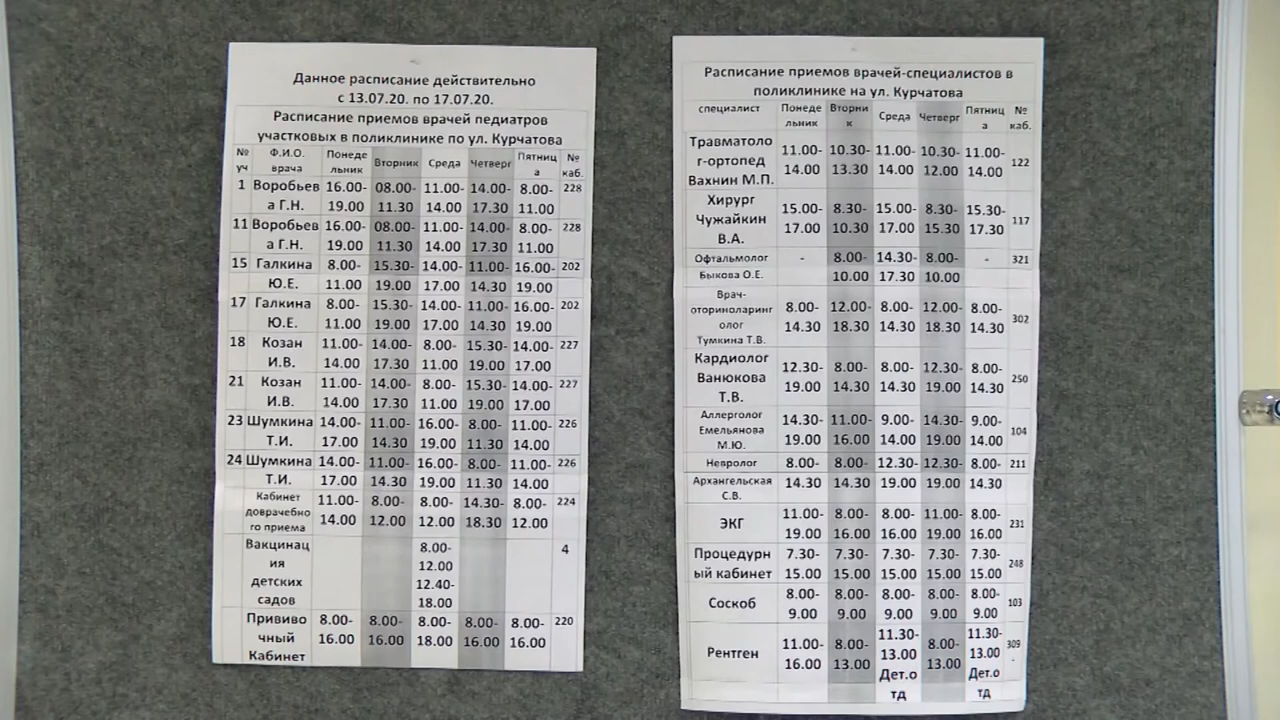 Данное расписание действительно
с 13.07.20. по 17.07.20.
Расписание приемов врачей педиатров
участковых в поликлинике по ул. Курчатова
№ уч Ф.И.О. врача Понедельник Вторник Среда Четверг Пятница № каб.
1 Воробьев 16.00- 08.00- 11.00- 14.00- 8.00- 228
а Г.Н. 19.00 11.30 14.00 17.30 11.00
11 Воробьев 16.00- 08.00- 11.00- 14.00- 8.00- 228
а Г.Н. 19.00 11.30 14.00 17.30 11.00
15 Галкина 8.00- 15.30- 14.00- 11.00- 16.00- 202
Ю.Е. 11.00 19.00 17.00 14.30 19.00
17 Галкина 8.00- 15.30- 14.00- 11.00- 16.00- 202
Ю.Е. 11.00 19.00 17.00 14.30 19.00
18 Козан 11.00- 14.00- 8.00- 15.30- 14.00- 227
И.В. 14.00 17.30 11.00 19.00 17.00
21 Козан 11.00- 14.00- 8.00- 15.30- 14.00- 227
И.В. 14.00 17.30 11.00 19.00 17.00
23 Шумкина 14.00- 11.00- 16.00- 8.00- 11.00- 226
Т.И. 17.00 14.30 19.00 11.30 14.00
24 Шумкина 14.00- 11.00- 16.00- 8.00- 11.00- 226
Т.И. 17.00 14.30 19.00 11.30 14.00
Кабинет 11.00- 8.00- 8.00- 14.30- 8.00- 224
доврачебно
го приема 14.00 12.00 12.00 18.30 12.00
Вакцинац 8.00- 4
ия 12.00
детских 12.40-
садов 18.00
Прививо 8.00- 8.00- 8.00- 8.00- 8.00- 220
чный 16.00 16.00 18.00 16.00 16.00
Кабинет
Расписание приемов врачей-специалистов в
поликлинике на ул. Курчатова
специалист Понедельник Вторник Среда Четверг Пятница № каб.
Травматоло 11.00- 10.30- 11.00- 10.30- 11.00-
г-ортопед 122
Вахнин М.П. 14.00 13.30 14.00 12.00 14.00
Хирург 15.00- 8.30- 15.00- 8.30- 15.30-
Чужайкин 117
В.А. 17.00 10.30 17.00 15.30 17.30
Офтальмолог - 8.00- 14.30- 8.00- - 321
Быкова О.Е. 10.00 17.30 10.00
Врач-
оториноларинг 8.00- 12.00- 8.00- 12.00- 8.00- 302
олог 14.30 18.30 14.30 18.30 14.30
Тумкина Т.В.
Кардиолог 12.30- 8.00- 8.00- 12.30- 8.00-
Ванюкова 250
Т.В. 19.00 14.30 14.30 19.00 14.30
Аллерголог 14.30- 11.00- 9.00- 14.30- 9.00-
Емельянова 104
М.Ю. 19.00 16.00 14.00 19.00 14.00
Невролог 8.00- 8.00- 12.30- 12.30- 8.00- 211
Архангельская 14.30 14.30 19.00 19.00 14.30
С.В.
ЭКГ 11.00- 8.00- 8.00- 11.00- 8.00- 231
19.00 16.00 16.00 19.00 16.00
Процедурн 7.30- 7.30- 7.30- 7.30- 7.30- 248
ый кабинет 15.00 15.00 15.00 15.00 15.00
Соскоб 8.00- 8.00- 8.00- 8.00- 8.00- 103
9.00 9.00 9.00 9.00 9.00
Рентген 11.00- 8.00- 11.30- 8.00- 11.30- 309
16.00 13.00 13.00 13.00 13.00 -
Дет.о Дет.о
тд тд